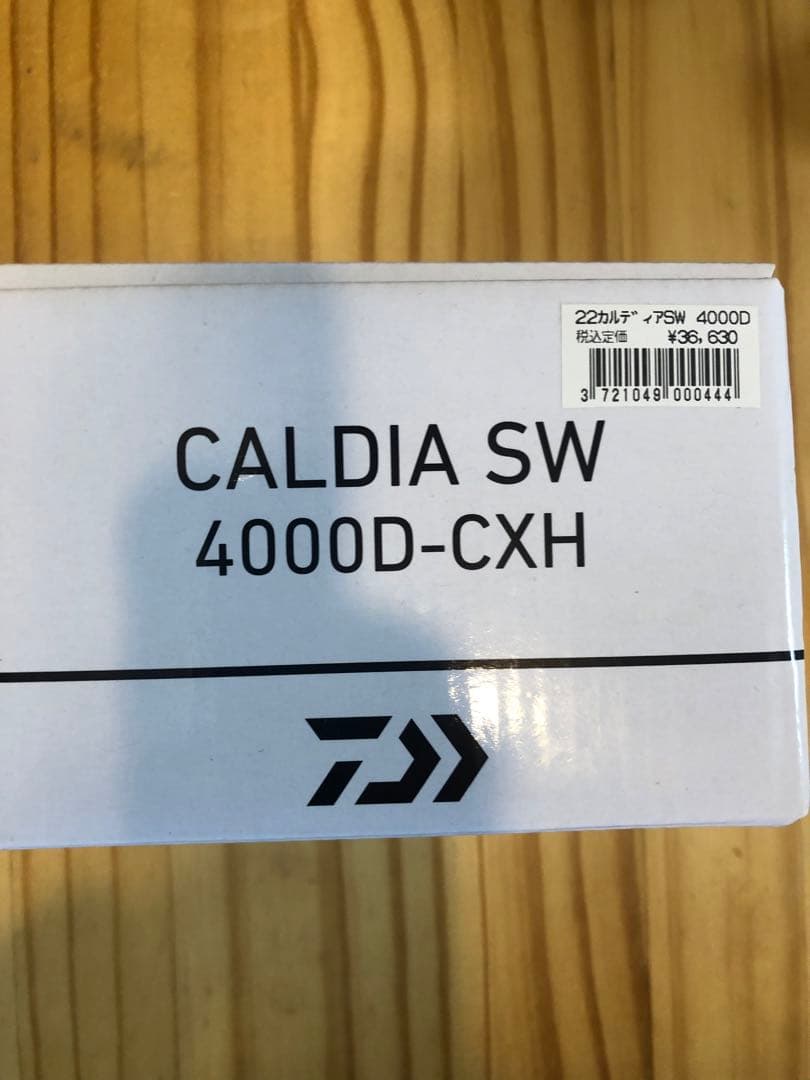 22カルディアSW 4000D
税込定価 ¥36,630
3 721049 000444
CALDIA SW
4000D-CXH